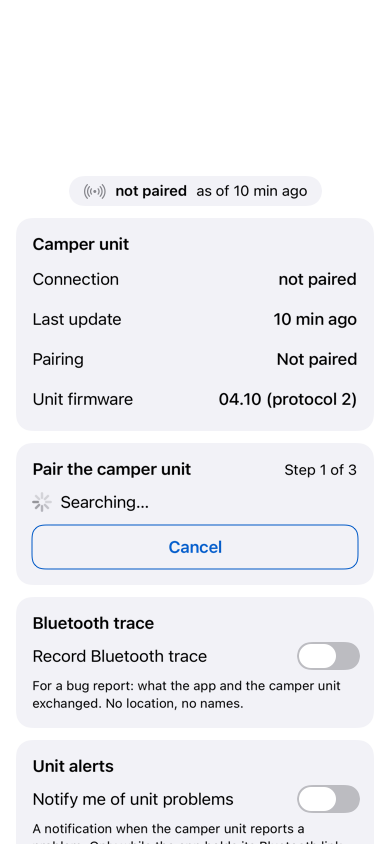 not paired as of 10 min ago
Camper unit
Connection not paired
Last update 10 min ago
Pairing Not paired
Unit firmware 04.10 (protocol 2)
Pair the camper unit Step 1 of 3
Searching...
Cancel
Bluetooth trace
Record Bluetooth trace
For a bug report: what the app and the camper unit
exchanged. No location, no names.
Unit alerts
Notify me of unit problems
A notification when the camper unit reports a